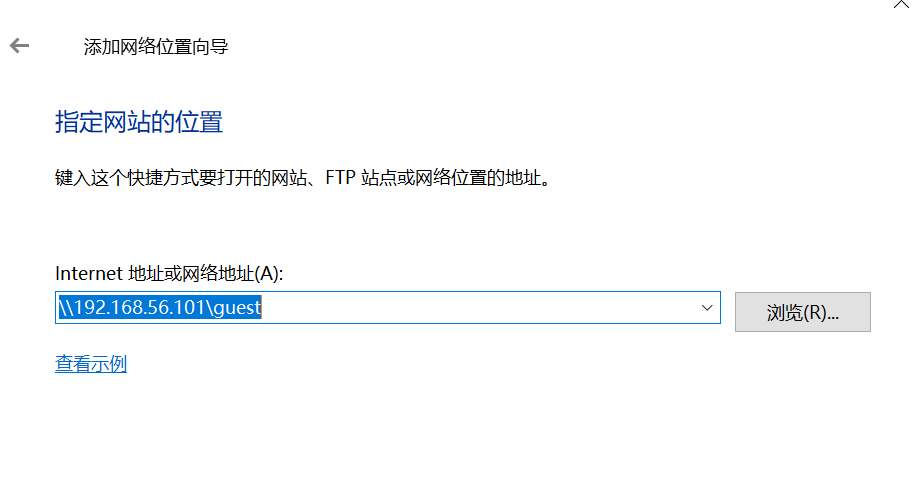 添加网络位置向导
指定网站的位置
键入这个快捷方式要打开的网站、FTP 站点或网络位置的地址。
Internet 地址或网络地址(A):
\\192.168.56.101\guest
浏览(R)...
查看示例